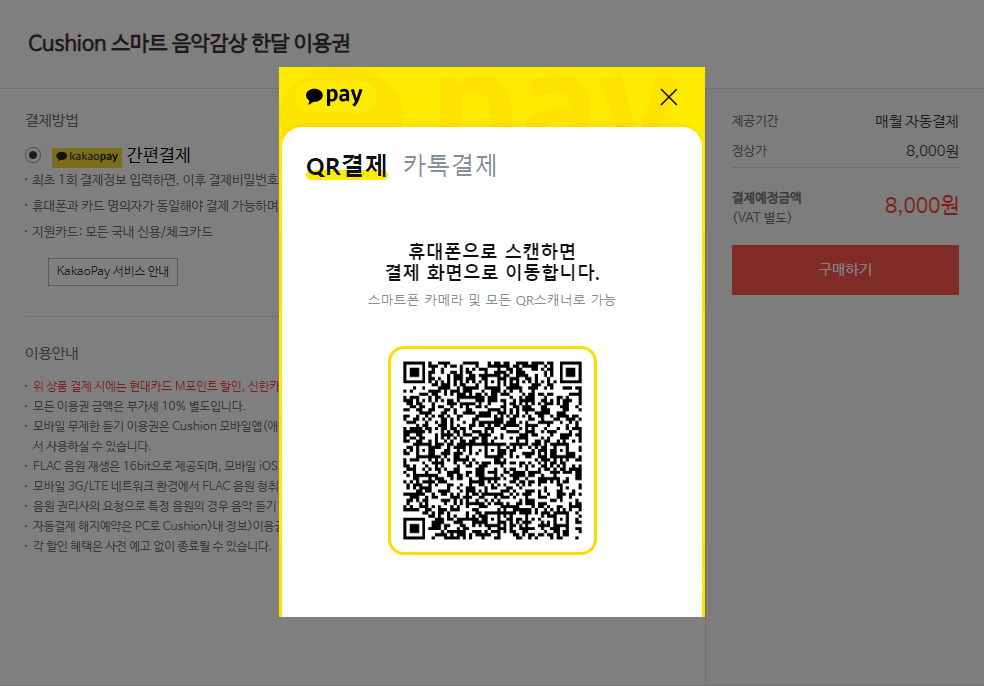 Cushion 스마트 음악감상 한달 이용권
결제방법
kakaopay 간편결제
· 최초 1회 결제정보 입력하면, 이후 결제비밀번호
· 휴대폰과 카드 명의자가 동일해야 결제 가능하며
· 지원카드: 모든 국내 신용/체크카드
KakaoPay 서비스 안내
이용안내
· 위 상품 결제 시에는 현대카드 M포인트 할인, 신한카
· 모든 이용권 금액은 부가세 10% 별도입니다.
· 모바일 무제한 듣기 이용권은 Cushion 모바일앱(애
서 사용하실 수 있습니다.
· FLAC 음원 재생은 16bit으로 제공되며, 모바일 iOS
· 모바일 3G/LTE 네트워크 환경에서 FLAC 음원 청취
· 음원 권리사의 요청으로 특정 음원의 경우 음악 듣기
· 자동결제 해지예약은 PC로 Cushion>내 정보>이용권
· 각 할인 혜택은 사전 예고 없이 종료될 수 있습니다.
pay
pay
QR결제 카톡결제
휴대폰으로 스캔하면
결제 화면으로 이동합니다.
스마트폰 카메라 및 모든 QR스캐너로 가능
제공기간 매월 자동결제
정상가 8,000원
결제예정금액
(VAT 별도) 8,000원
구매하기